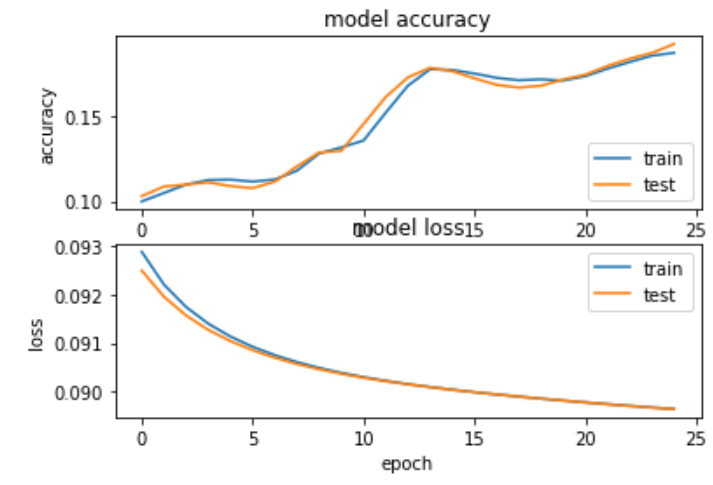 model accuracy
accuracy
0.15
0.10
train
test
0 5 10 15 20 25
model loss
loss
0.093
0.092
0.091
0.090
train
test
0 5 10 15 20 25
epoch